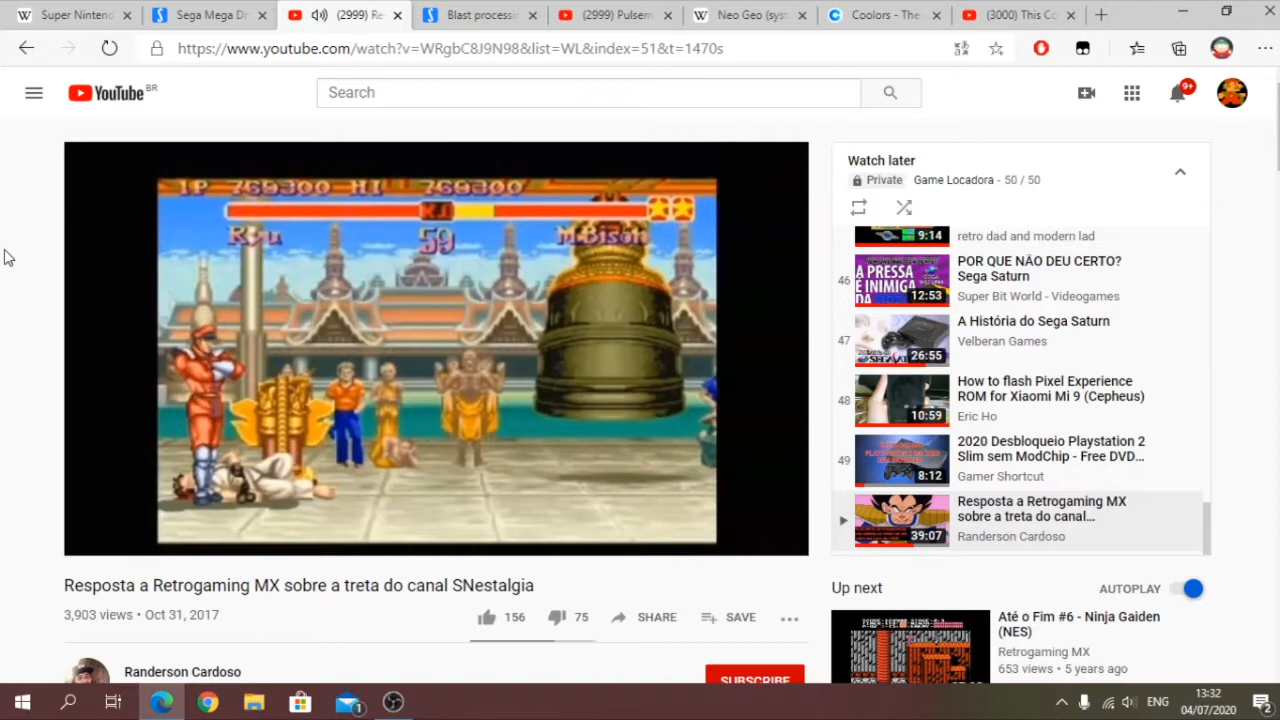 Super Nintend
Sega Mega Dr
(2999) Re
Blast processin
(2999) Pulsem
Neo Geo (syst
Coolors - The
(3000) This Co
https://www.youtube.com/watch?v=WRgbC8J9N98&list=WL&index=51&t=1470s
YouTube BR
Search
9+
1P 769300 HI 769300
KO
Ryu 59 M.Bison
Watch later
Private Game Locadora - 50 / 50
9:14 retro dad and modern lad
46 A PRESSA É INIMIGA DA 12:53 POR QUE NÃO DEU CERTO?
Sega Saturn
Super Bit World - Videogames
47 26:55 A História do Sega Saturn
Velberan Games
48 10:59 How to flash Pixel Experience
ROM for Xiaomi Mi 9 (Cepheus)
Eric Ho
49 8:12 2020 Desbloqueio Playstation 2
Slim sem ModChip - Free DVD...
Gamer Shortcut
39:07 Resposta a Retrogaming MX
sobre a treta do canal...
Randerson Cardoso
Resposta a Retrogaming MX sobre a treta do canal SNestalgia
3,903 views • Oct 31, 2017
156 75 SHARE SAVE
Randerson Cardoso
SUBSCRIBE
Up next AUTOPLAY
Até o Fim #6 - Ninja Gaiden
(NES)
Retrogaming MX
653 views • 5 years ago
1
ENG 13:32
04/07/2020 2